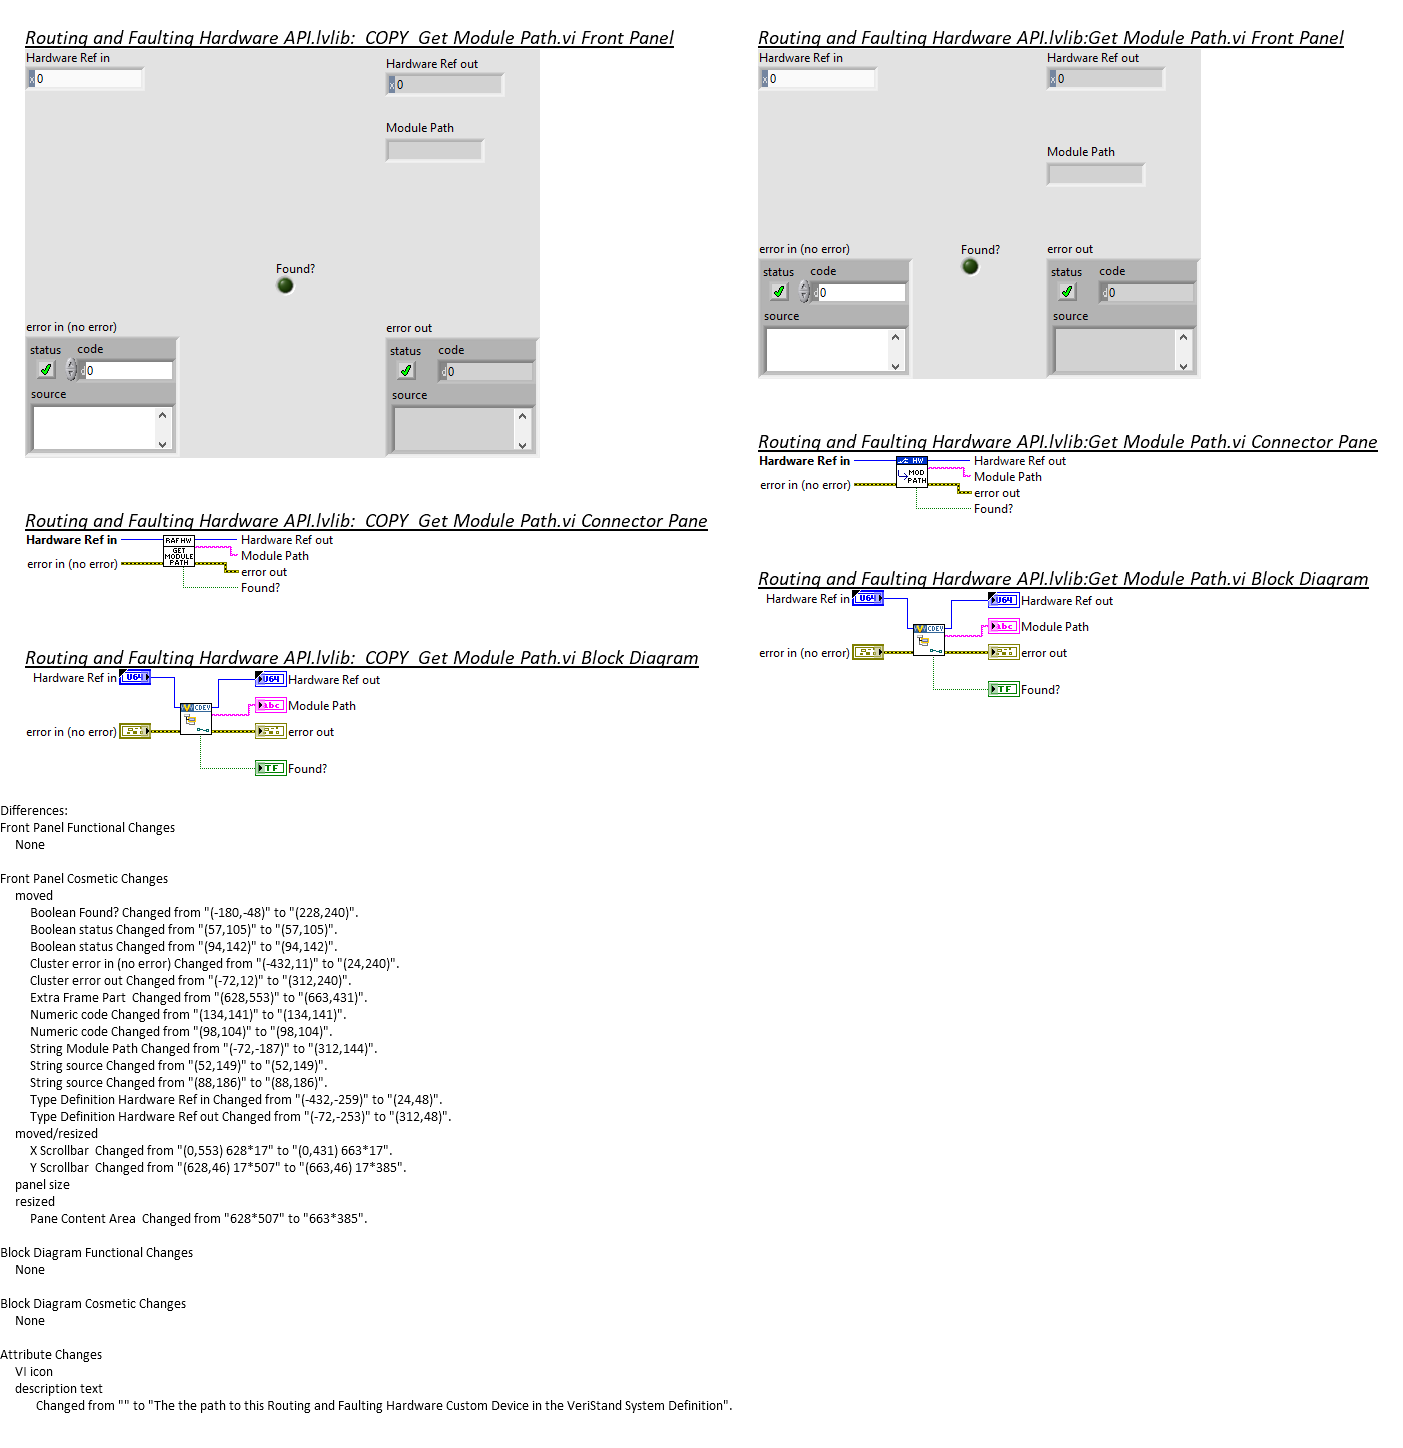 Routing and Faulting Hardware API.lvlib:_COPY_Get Module Path.vi Front Panel
Hardware Ref in
x 0
Hardware Ref out
x 0
Module Path
Found?
error in (no error)
status code
d 0
source
error out
status code
d 0
source
Routing and Faulting Hardware API.lvlib:_COPY_Get Module Path.vi Connector Pane
Hardware Ref in
error in (no error)
RAF HW
GET
MODULE
PATH
Hardware Ref out
Module Path
error out
Found?
Routing and Faulting Hardware API.lvlib:_COPY_Get Module Path.vi Block Diagram
Hardware Ref in
U64
error in (no error)
CDEV
U64
Hardware Ref out
abc
Module Path
error out
TF
Found?
Routing and Faulting Hardware API.lvlib:Get Module Path.vi Front Panel
Hardware Ref in
x 0
Hardware Ref out
x 0
Module Path
error in (no error)
status code
d 0
source
Found?
error out
status code
d 0
source
Routing and Faulting Hardware API.lvlib:Get Module Path.vi Connector Pane
Hardware Ref in
error in (no error)
HW
MOD
PATH
Hardware Ref out
Module Path
error out
Found?
Routing and Faulting Hardware API.lvlib:Get Module Path.vi Block Diagram
Hardware Ref in
U64
error in (no error)
CDEV
U64
Hardware Ref out
abc
Module Path
error out
TF
Found?
Differences:
Front Panel Functional Changes
None
Front Panel Cosmetic Changes
moved
Boolean Found? Changed from "(-180,-48)" to "(228,240)".
Boolean status Changed from "(57,105)" to "(57,105)".
Boolean status Changed from "(94,142)" to "(94,142)".
Cluster error in (no error) Changed from "(-432,11)" to "(24,240)".
Cluster error out Changed from "(-72,12)" to "(312,240)".
Extra Frame Part  Changed from "(628,553)" to "(663,431)".
Numeric code Changed from "(134,141)" to "(134,141)".
Numeric code Changed from "(98,104)" to "(98,104)".
String Module Path Changed from "(-72,-187)" to "(312,144)".
String source Changed from "(52,149)" to "(52,149)".
String source Changed from "(88,186)" to "(88,186)".
Type Definition Hardware Ref in Changed from "(-432,-259)" to "(24,48)".
Type Definition Hardware Ref out Changed from "(-72,-253)" to "(312,48)".
moved/resized
X Scrollbar  Changed from "(0,553) 628*17" to "(0,431) 663*17".
Y Scrollbar  Changed from "(628,46) 17*507" to "(663,46) 17*385".
panel size
resized
Pane Content Area  Changed from "628*507" to "663*385".
Block Diagram Functional Changes
None
Block Diagram Cosmetic Changes
None
Attribute Changes
VI icon
description text
Changed from "" to "The the path to this Routing and Faulting Hardware Custom Device in the VeriStand System Definition".